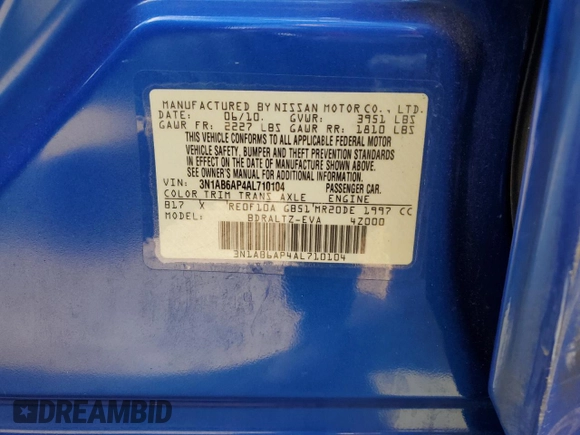 MANUFACTURED BY NISSAN MOTOR CO., LTD.
DATE: 06/10. GVWR: 3951 LBS
GAWR FR: 2227 LBS GAWR RR: 1810 LBS
THIS VEHICLE CONFORMS TO ALL APPLICABLE FEDERAL MOTOR
VEHICLE SAFETY, BUMPER AND THEFT PREVENTION STANDARDS
IN EFFECT ON THE DATE OF MANUFACTURE SHOWN ABOVE.
SEE OWNER'S MANUAL FOR ADDITIONAL INFORMATION
VIN: 3N1AB6AP4AL710104 PASSENGER CAR.
COLOR TRIM TRANS AXLE ENGINE
B17 X RE0F10A GB51 MR20DE 1997 CC
MODEL: BDRALTZ-EVA 4Z000
3N1AB6AP4AL710104
DREAMBID